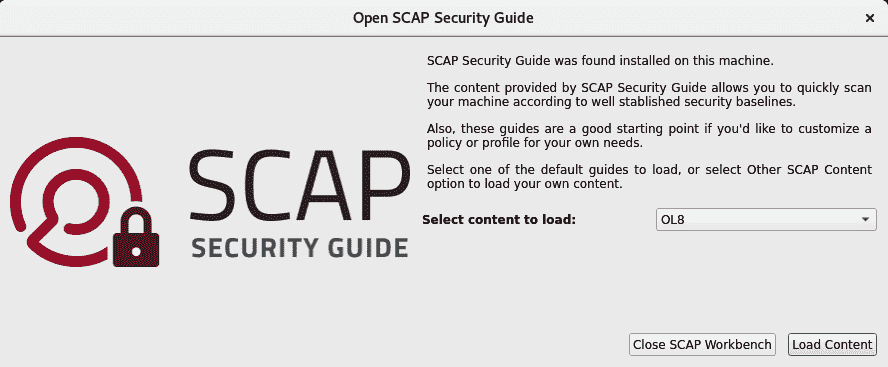 Open SCAP Security Guide
SCAP Security Guide was found installed on this machine.
The content provided by SCAP Security Guide allows you to quickly scan
your machine according to well stablished security baselines.
Also, these guides are a good starting point if you'd like to customize a
policy or profile for your own needs.
Select one of the default guides to load, or select Other SCAP Content
option to load your own content.
SCAP
SECURITY GUIDE
Select content to load:
OL8
Close SCAP Workbench
Load Content